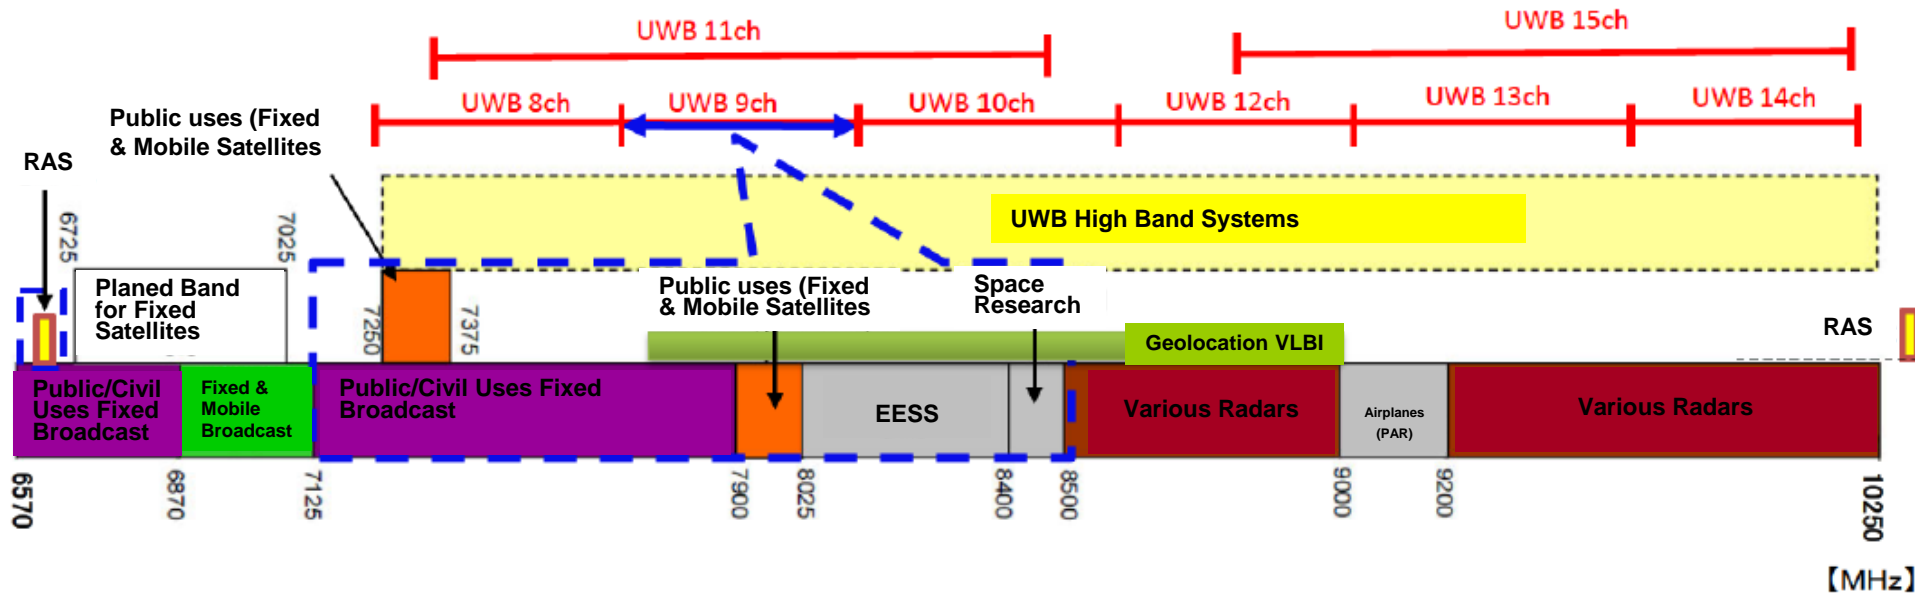 UWB 11ch
UWB 15ch
UWB 8ch
UWB 9ch
UWB 10ch
UWB 12ch
UWB 13ch
UWB 14ch
Public uses (Fixed
& Mobile Satellites
RAS
UWB High Band Systems
6725
7025
Planed Band
for Fixed
Satellites
7250
7375
Public uses (Fixed
& Mobile Satellites
Space
Research
Geolocation VLBI
RAS
Public/Civil
Uses Fixed
Broadcast
Fixed &
Mobile
Broadcast
Public/Civil Uses Fixed
Broadcast
EESS
Various Radars
Airplanes
(PAR)
Various Radars
6570
6870
7125
7900
8025
8400
8500
9000
9200
10250
【MHz】